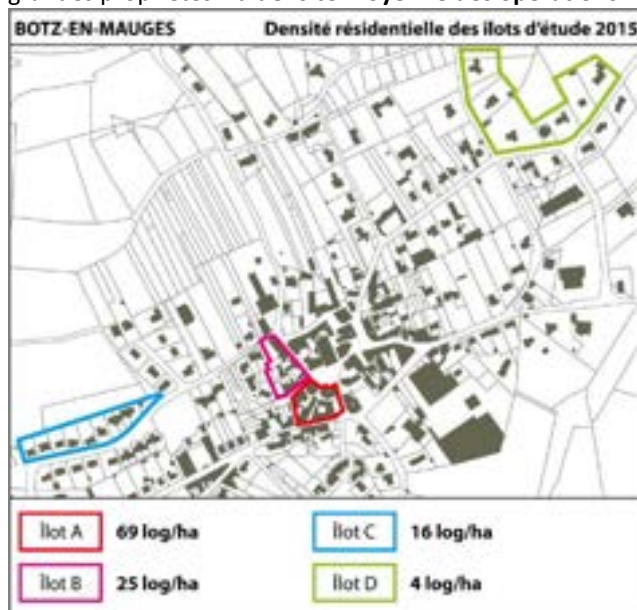 BOTZ-EN-MAUGES Densité résidentielle des îlots d'étude 2015
Îlot A 69 log/ha
Îlot C 16 log/ha
Îlot B 25 log/ha
Îlot D 4 log/ha